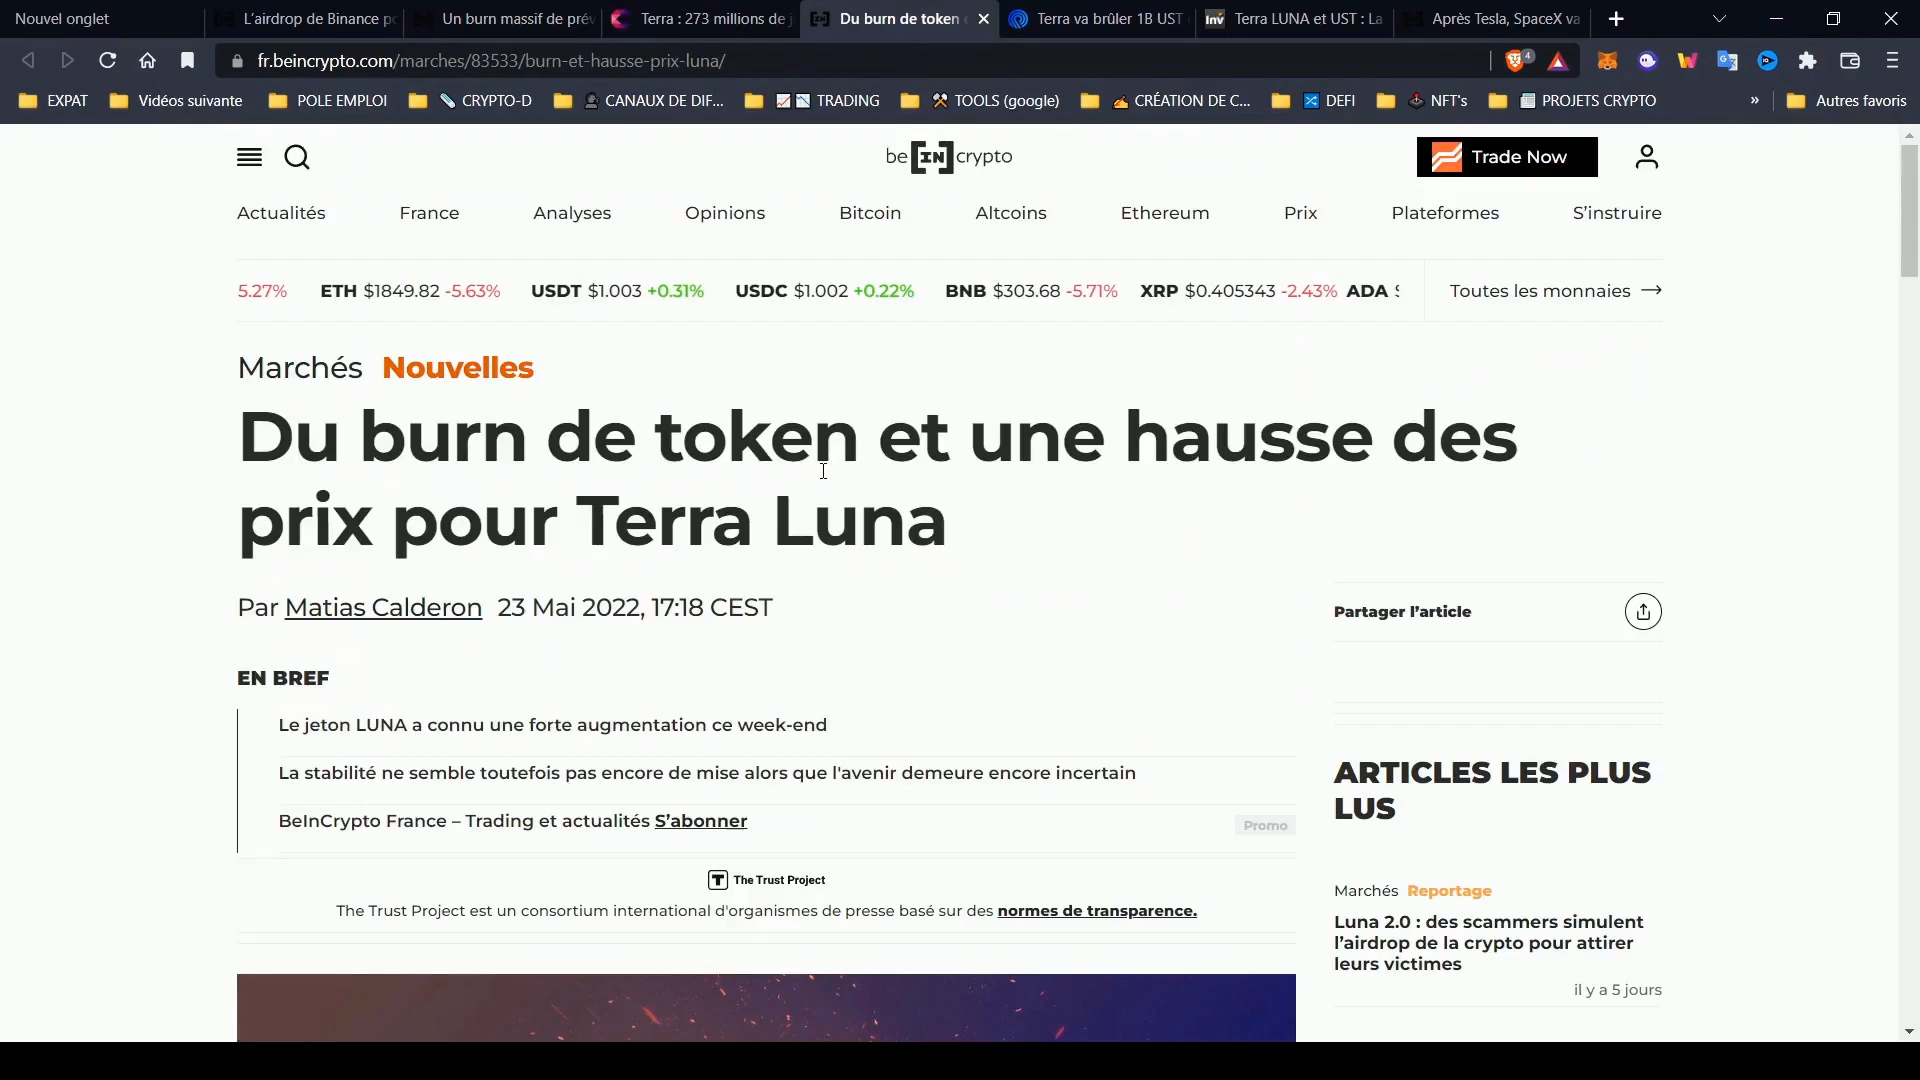 Nouvel onglet
L'airdrop de Binance po
Un burn massif de prév
Terra : 273 millions de j
Du burn de token e
Terra va brûler 1B UST
Terra LUNA et UST : La
Après Tesla, SpaceX va
fr.beincrypto.com/marches/83533/burn-et-hausse-prix-luna/
4
EXPAT
Vidéos suivante
POLE EMPLOI
CRYPTO-D
CANAUX DE DIF...
TRADING
TOOLS (google)
CRÉATION DE C...
DEFI
NFT's
PROJETS CRYPTO
»
Autres favoris
be[IN]crypto
Trade Now
Actualités
France
Analyses
Opinions
Bitcoin
Altcoins
Ethereum
Prix
Plateformes
S'instruire
5.27% ETH $1849.82 -5.63% USDT $1.003 +0.31% USDC $1.002 +0.22% BNB $303.68 -5.71% XRP $0.405343 -2.43% ADA $
Toutes les monnaies →
Marchés Nouvelles
Du burn de token et une hausse des
prix pour Terra Luna
Par Matias Calderon 23 Mai 2022, 17:18 CEST
Partager l'article
EN BREF
Le jeton LUNA a connu une forte augmentation ce week-end
La stabilité ne semble toutefois pas encore de mise alors que l'avenir demeure encore incertain
BeInCrypto France – Trading et actualités S'abonner
Promo
T The Trust Project
The Trust Project est un consortium international d'organismes de presse basé sur des normes de transparence.
ARTICLES LES PLUS
LUS
Marchés Reportage
Luna 2.0 : des scammers simulent
l'airdrop de la crypto pour attirer
leurs victimes
il y a 5 jours